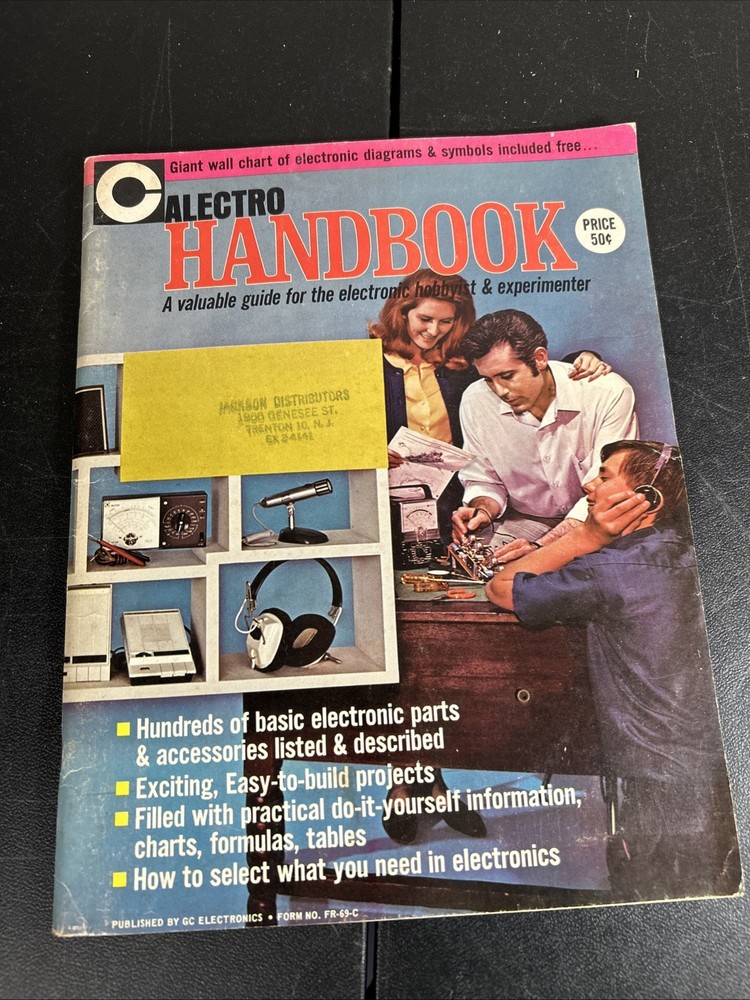 Giant wall chart of electronic diagrams & symbols included free...
CALECTRO
HANDBOOK
PRICE
50¢
A valuable guide for the electronic hobbyist & experimenter
JACKSON DISTRIBUTORS
1900 GENESEE ST.
TRENTON 10, N. J.
EX 2-4141
Hundreds of basic electronic parts
& accessories listed & described
Exciting, Easy-to-build projects
Filled with practical do-it-yourself information,
charts, formulas, tables
How to select what you need in electronics
PUBLISHED BY GC ELECTRONICS • FORM NO. FR-69-C